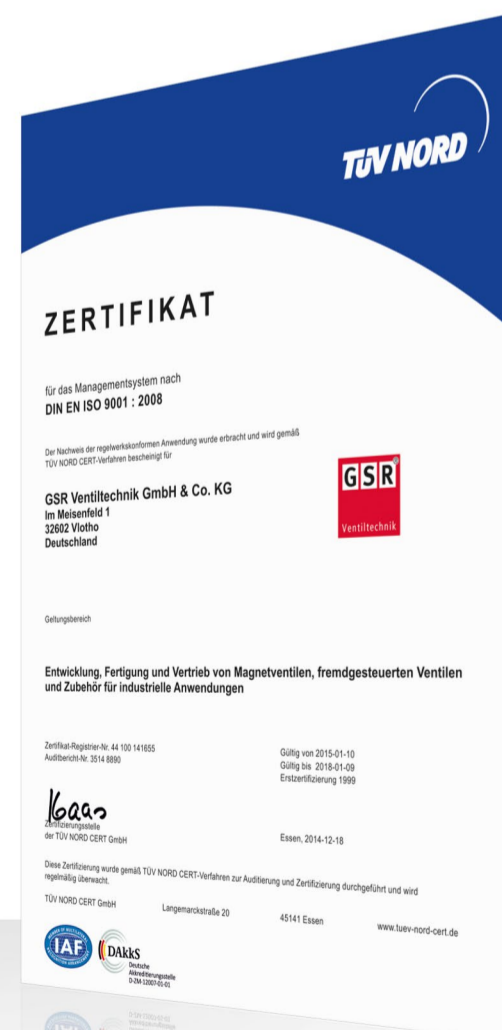 TÜV NORD
ZERTIFIKAT
für das Managementsystem nach
DIN EN ISO 9001 : 2008
Der Nachweis der regelwerkskonformen Anwendung wurde erbracht und wird gemäß
TÜV NORD CERT-Verfahren bescheinigt für
GSR Ventiltechnik GmbH & Co. KG
Im Meisenfeld 1
32602 Vlotho
Deutschland
GSR®
Ventiltechnik
Geltungsbereich
Entwicklung, Fertigung und Vertrieb von Magnetventilen, fremdgesteuerten Ventilen
und Zubehör für industrielle Anwendungen
Zertifikat-Registrier-Nr. 44 100 141655
Auditbericht-Nr. 3514 8890
Gültig von 2015-01-10
Gültig bis 2018-01-09
Erstzertifizierung 1999
Zertifizierungsstelle
der TÜV NORD CERT GmbH
Essen, 2014-12-18
Diese Zertifizierung wurde gemäß TÜV NORD CERT-Verfahren zur Auditierung und Zertifizierung durchgeführt und wird
regelmäßig überwacht.
TÜV NORD CERT GmbH Langemarckstraße 20 45141 Essen www.tuev-nord-cert.de
IAF
DAkkS
Deutsche
Akkreditierungsstelle
D-ZM-12007-01-01